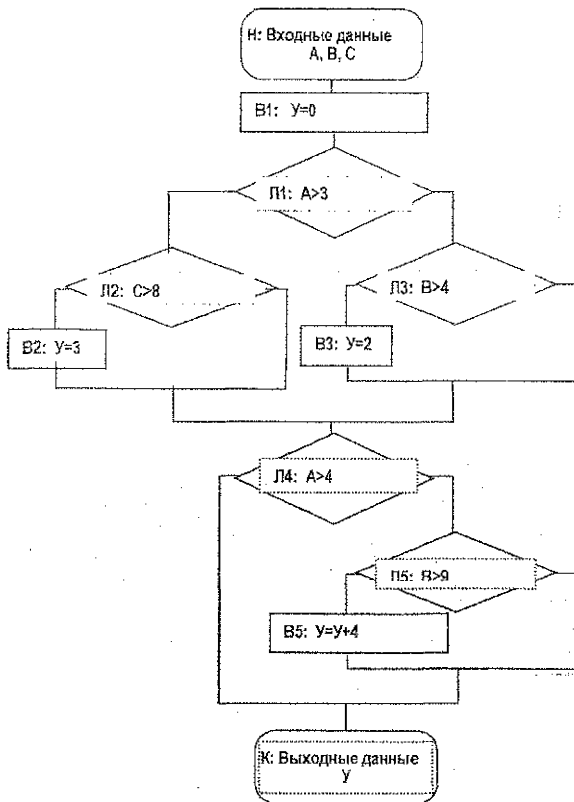 Н: Входные данные
А, В, С
В1: У=0
Л1: А>3
Л2: С>8
Л3: В>4
В2: У=3
В3: У=2
Л4: А>4
Л5: В>9
В5: У=У+4
К: Выходные данные
У